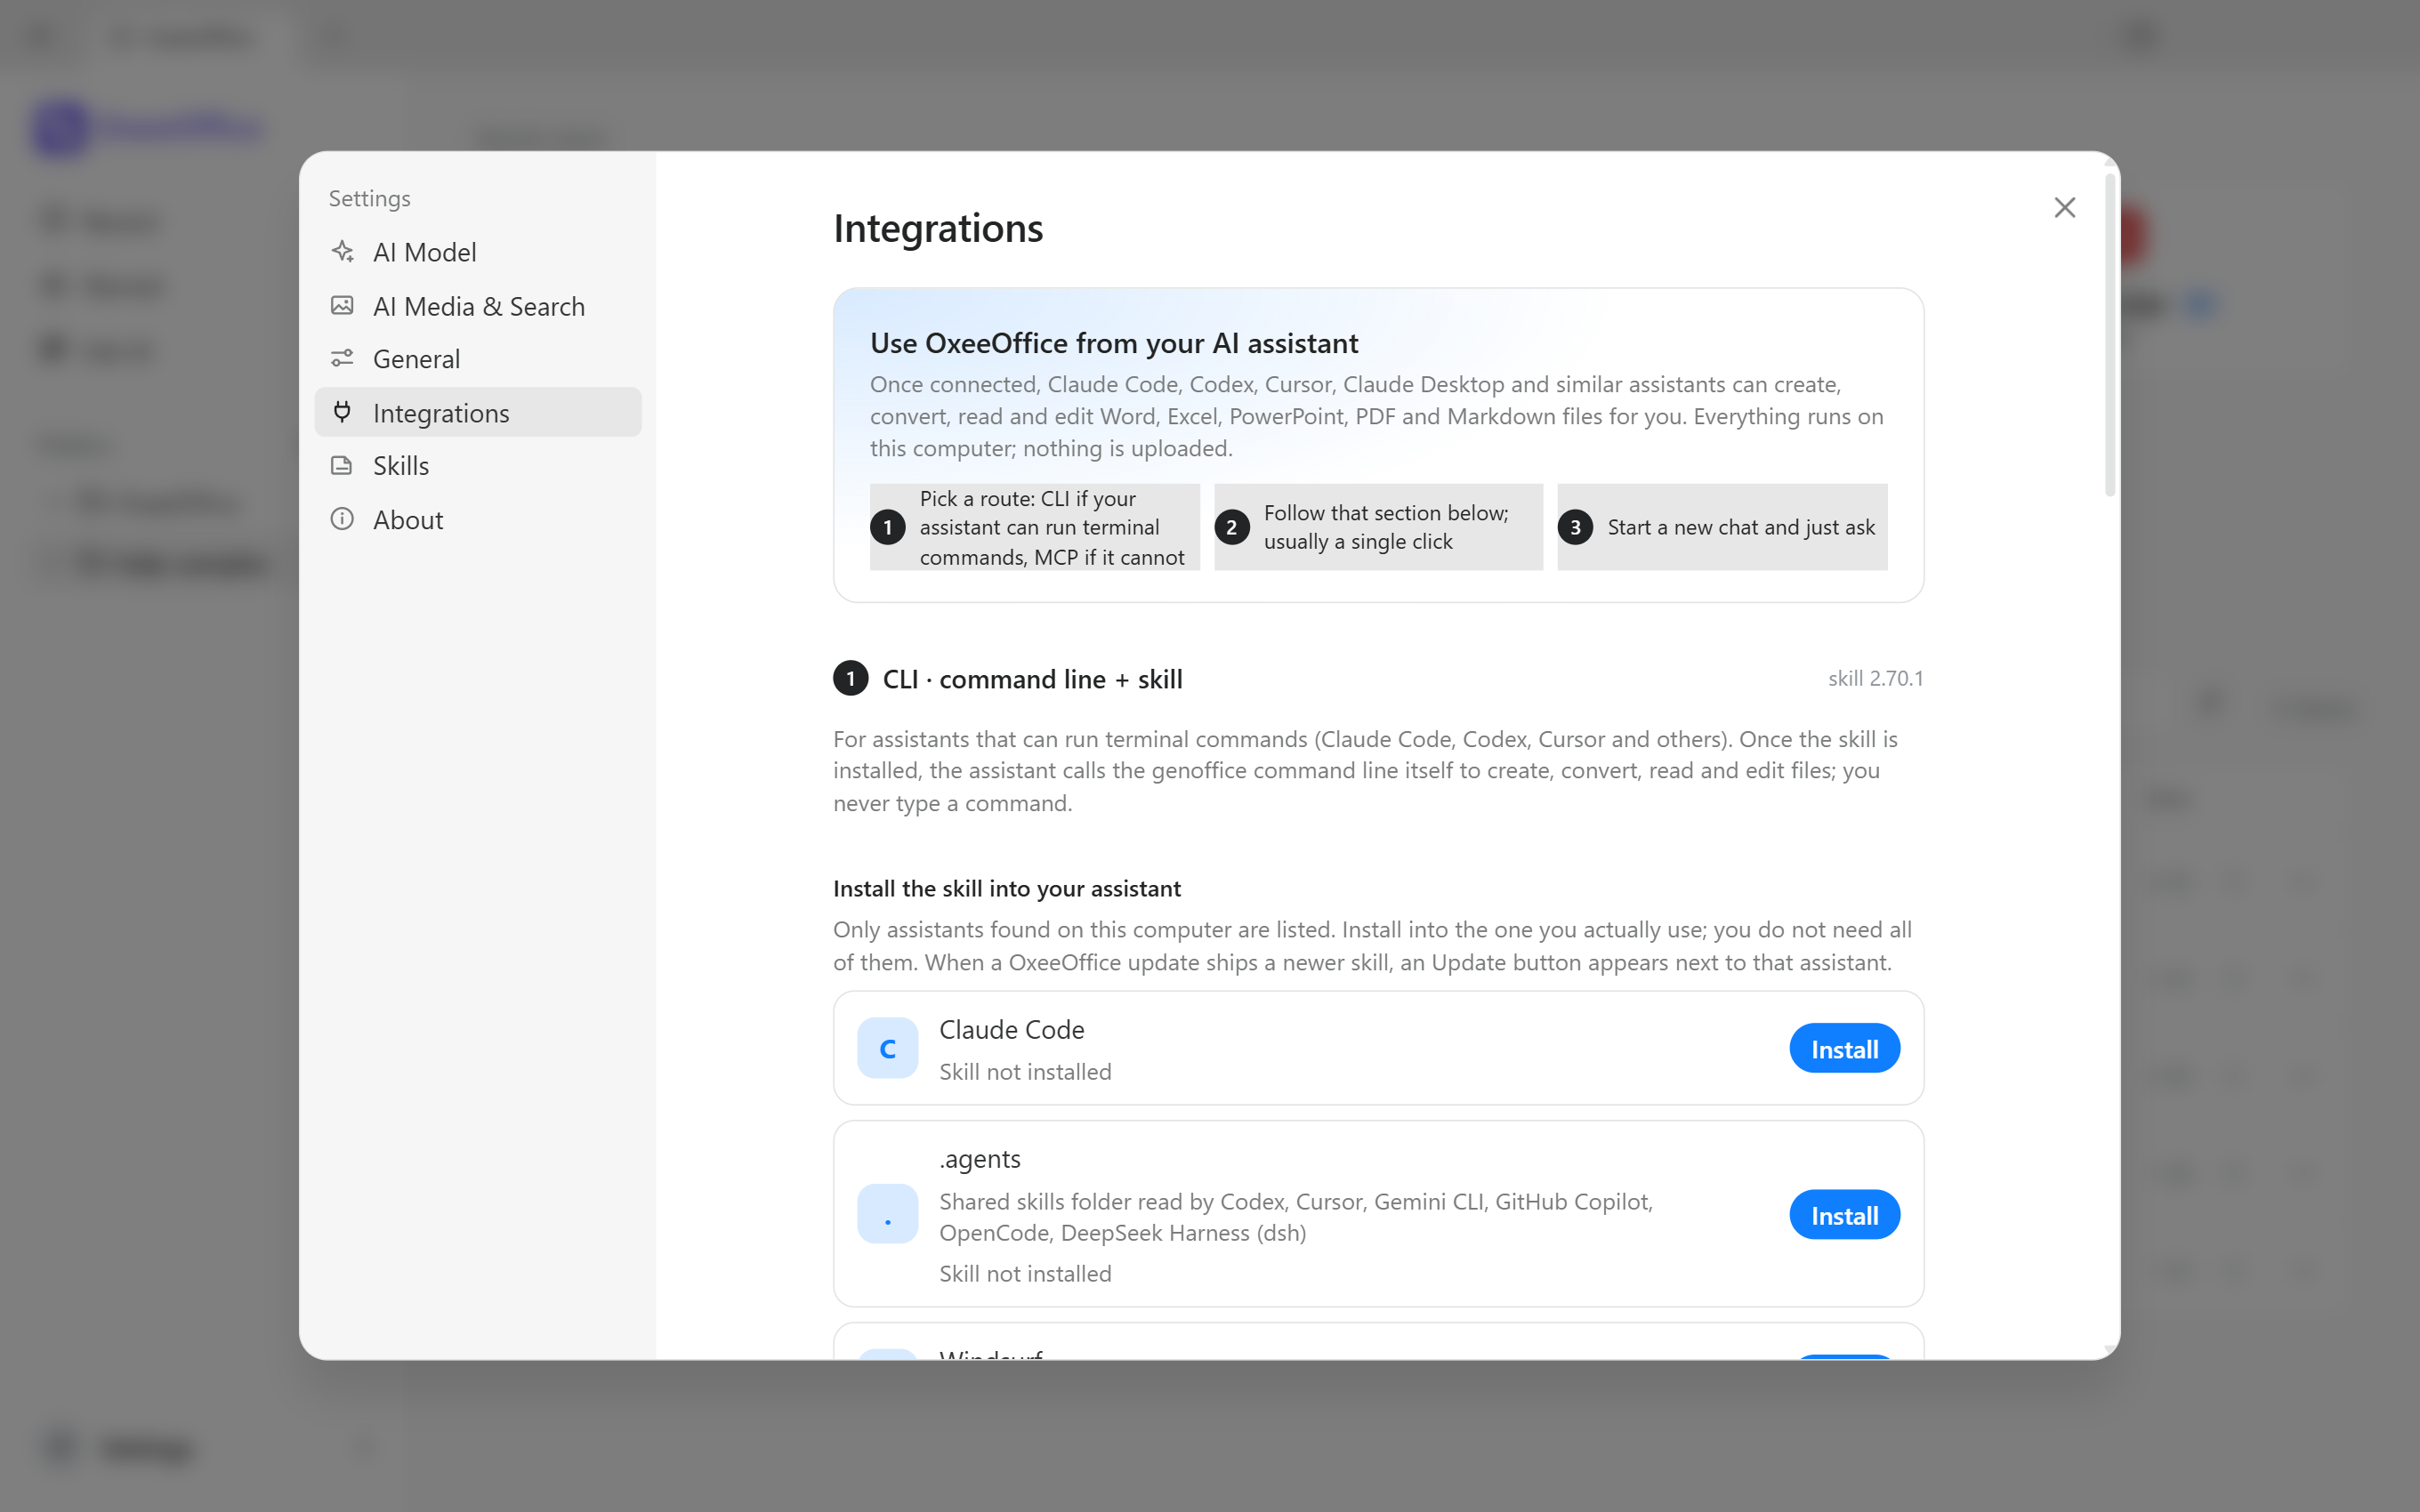 Settings
AI Model
AI Media & Search
General
Integrations
Skills
About
Integrations
Use OxeeOffice from your AI assistant
Once connected, Claude Code, Codex, Cursor, Claude Desktop and similar assistants can create,
convert, read and edit Word, Excel, PowerPoint, PDF and Markdown files for you. Everything runs on
this computer; nothing is uploaded.
1
Pick a route: CLI if your
assistant can run terminal
commands, MCP if it cannot
2
Follow that section below;
usually a single click
3
Start a new chat and just ask
1 CLI · command line + skill
skill 2.70.1
For assistants that can run terminal commands (Claude Code, Codex, Cursor and others). Once the skill is
installed, the assistant calls the genoffice command line itself to create, convert, read and edit files; you
never type a command.
Install the skill into your assistant
Only assistants found on this computer are listed. Install into the one you actually use; you do not need all
of them. When a OxeeOffice update ships a newer skill, an Update button appears next to that assistant.
C
Claude Code
Skill not installed
Install
.
.agents
Shared skills folder read by Codex, Cursor, Gemini CLI, GitHub Copilot,
OpenCode, DeepSeek Harness (dsh)
Skill not installed
Install
Windsurf
Settings